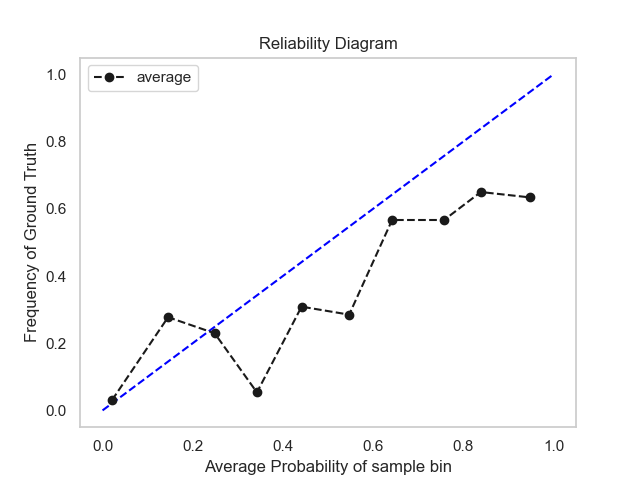 Reliability Diagram
average
Frequency of Ground Truth
1.0
0.8
0.6
0.4
0.2
0.0
0.0 0.2 0.4 0.6 0.8 1.0
Average Probability of sample bin